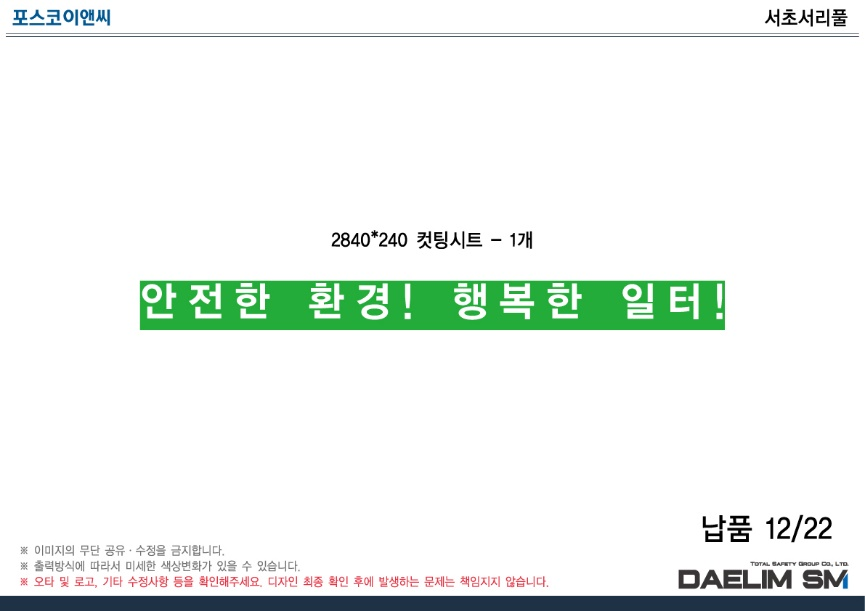 포스코이앤씨
서초서리풀
2840*240 컷팅시트 - 1개
안전한 환경! 행복한 일터!
납품 12/22
※ 이미지의 무단 공유·수정을 금지합니다.
※ 출력방식에 따라서 미세한 색상변화가 있을 수 있습니다.
※ 오타 및 로고, 기타 수정사항 등을 확인해주세요. 디자인 최종 확인 후에 발생하는 문제는 책임지지 않습니다.
TOTAL SAFETY GROUP CO., LTD.
DAELIM SM